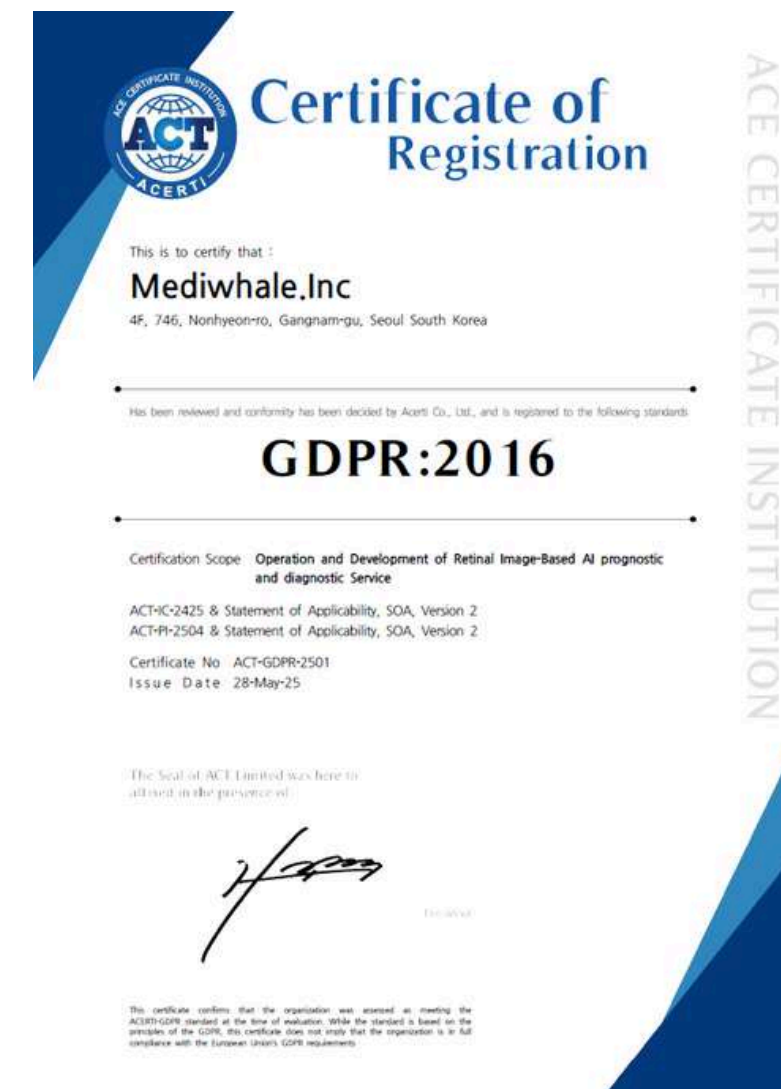 ACE CERTIFICATE INSTITUTION
ACT
ACERTI
Certificate of
Registration
ACE CERTIFICATE INSTITUTION
This is to certify that :
Mediwhale.Inc
4F, 746, Nonhyeon-ro, Gangnam-gu, Seoul South Korea
Has been reviewed and conformity has been decided by Acerti Co., Ltd., and is registered to the following standards
GDPR:2016
Certification Scope Operation and Development of Retinal Image-Based AI prognostic
and diagnostic Service
ACT-IC-2425 & Statement of Applicability, SOA, Version 2
ACT-PI-2504 & Statement of Applicability, SOA, Version 2
Certificate No ACT-GDPR-2501
Issue Date 28-May-25
The Seal of ACT Limited was here to
affixed in the presence of
This certificate confirms that the organization was assessed as meeting the
ACERTI-GDPR standard at the time of evaluation. While the standard is based on the
principles of the GDPR, this certificate does not imply that the organization is in full
compliance with the European Union's GDPR requirements